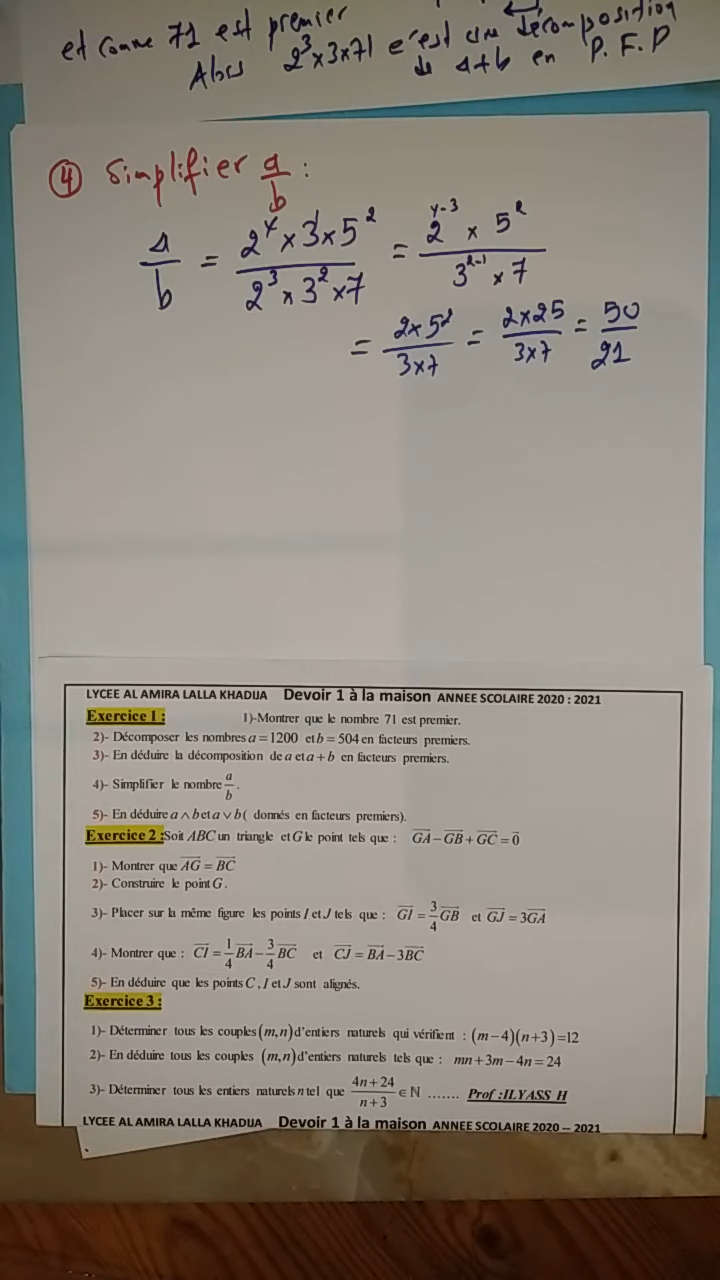 et comme 71 est premier
Alors 2³×3×71 c'est une décomposition
de a+b en P.F.P
④ Simplifier a/b :
a/b = (2⁴ × 3¹ × 5²)/(2³ × 3² × 7) = (2⁴⁻³ × 5²)/(3²⁻¹ × 7)
= (2×5²)/(3×7) = (2×25)/(3×7) = 50/21
LYCEE AL AMIRA LALLA KHADIJA Devoir 1 à la maison ANNEE SCOLAIRE 2020 : 2021
Exercice 1 : 1)-Montrer que le nombre 71 est premier.
2)- Décomposer les nombres a = 1200 et b = 504 en facteurs premiers.
3)- En déduire la décomposition de a et a + b en facteurs premiers.
4)- Simplifier le nombre a/b.
5)- En déduire a ∧ b et a ∨ b ( donnés en facteurs premiers).
Exercice 2 :Soit ABC un triangle et G le point tels que : GA⃗ − GB⃗ + GC⃗ = 0⃗
1)- Montrer que AG⃗ = BC⃗
2)- Construire le point G.
3)- Placer sur la même figure les points I et J tels que : GI⃗ = 3/4 GB⃗ et GJ⃗ = 3GA⃗
4)- Montrer que : CI⃗ = 1/4 BA⃗ − 3/4 BC⃗ et CJ⃗ = BA⃗ − 3BC⃗
5)- En déduire que les points C , I et J sont alignés.
Exercice 3 :
1)- Déterminer tous les couples (m,n) d'entiers naturels qui vérifient : (m−4)(n+3)=12
2)- En déduire tous les couples (m,n) d'entiers naturels tels que : mn+3m−4n = 24
3)- Déterminer tous les entiers naturels n tel que (4n+24)/(n+3) ∈ ℕ ....... Prof :ILYASS H
LYCEE AL AMIRA LALLA KHADIJA Devoir 1 à la maison ANNEE SCOLAIRE 2020 – 2021